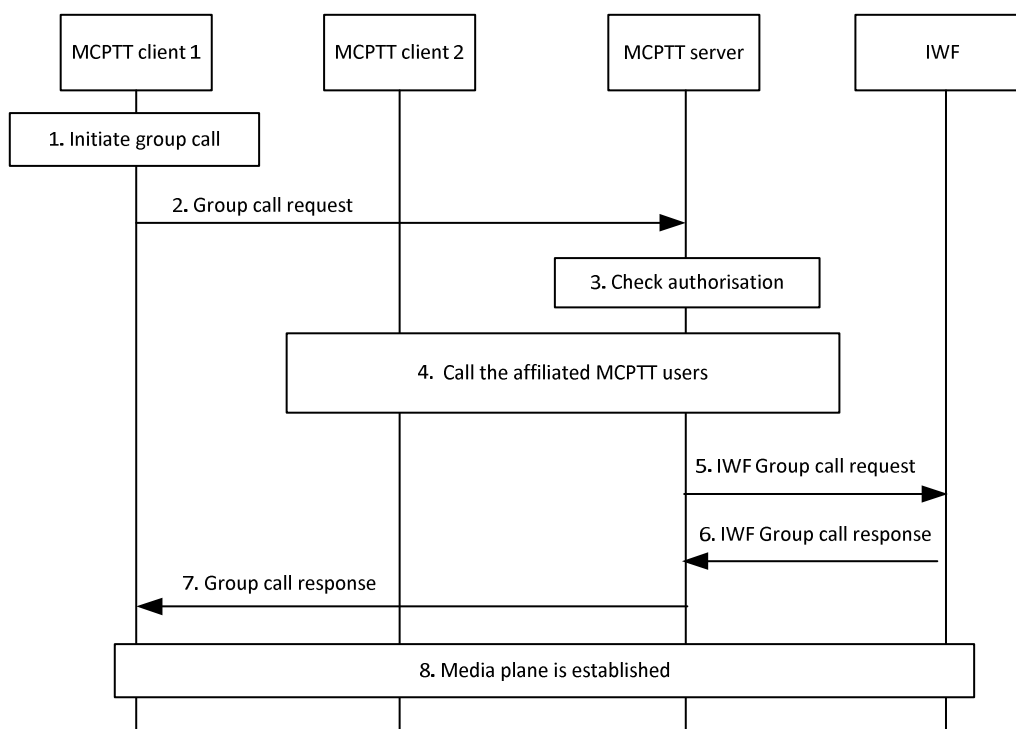 MCPTT client 1
MCPTT client 2
MCPTT server
IWF
1. Initiate group call
2. Group call request
3. Check authorisation
4. Call the affiliated MCPTT users
5. IWF Group call request
6. IWF Group call response
7. Group call response
8. Media plane is established